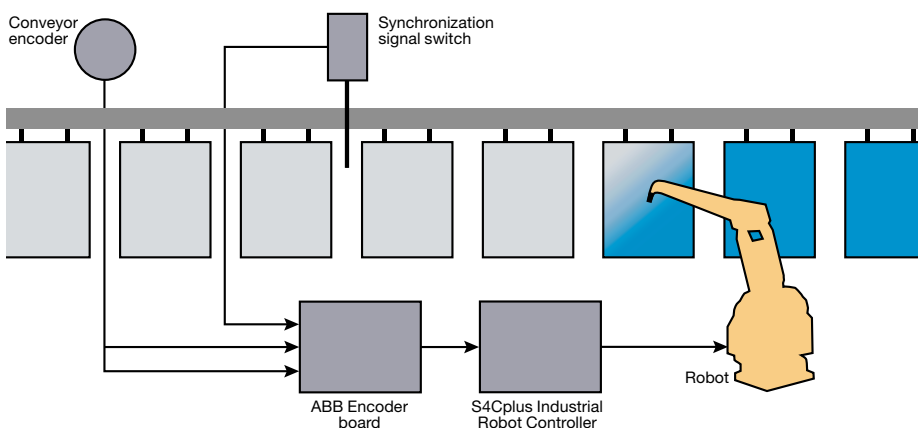 Conveyor
encoder
Synchronization
signal switch
Robot
ABB Encoder
board
S4Cplus Industrial
Robot Controller